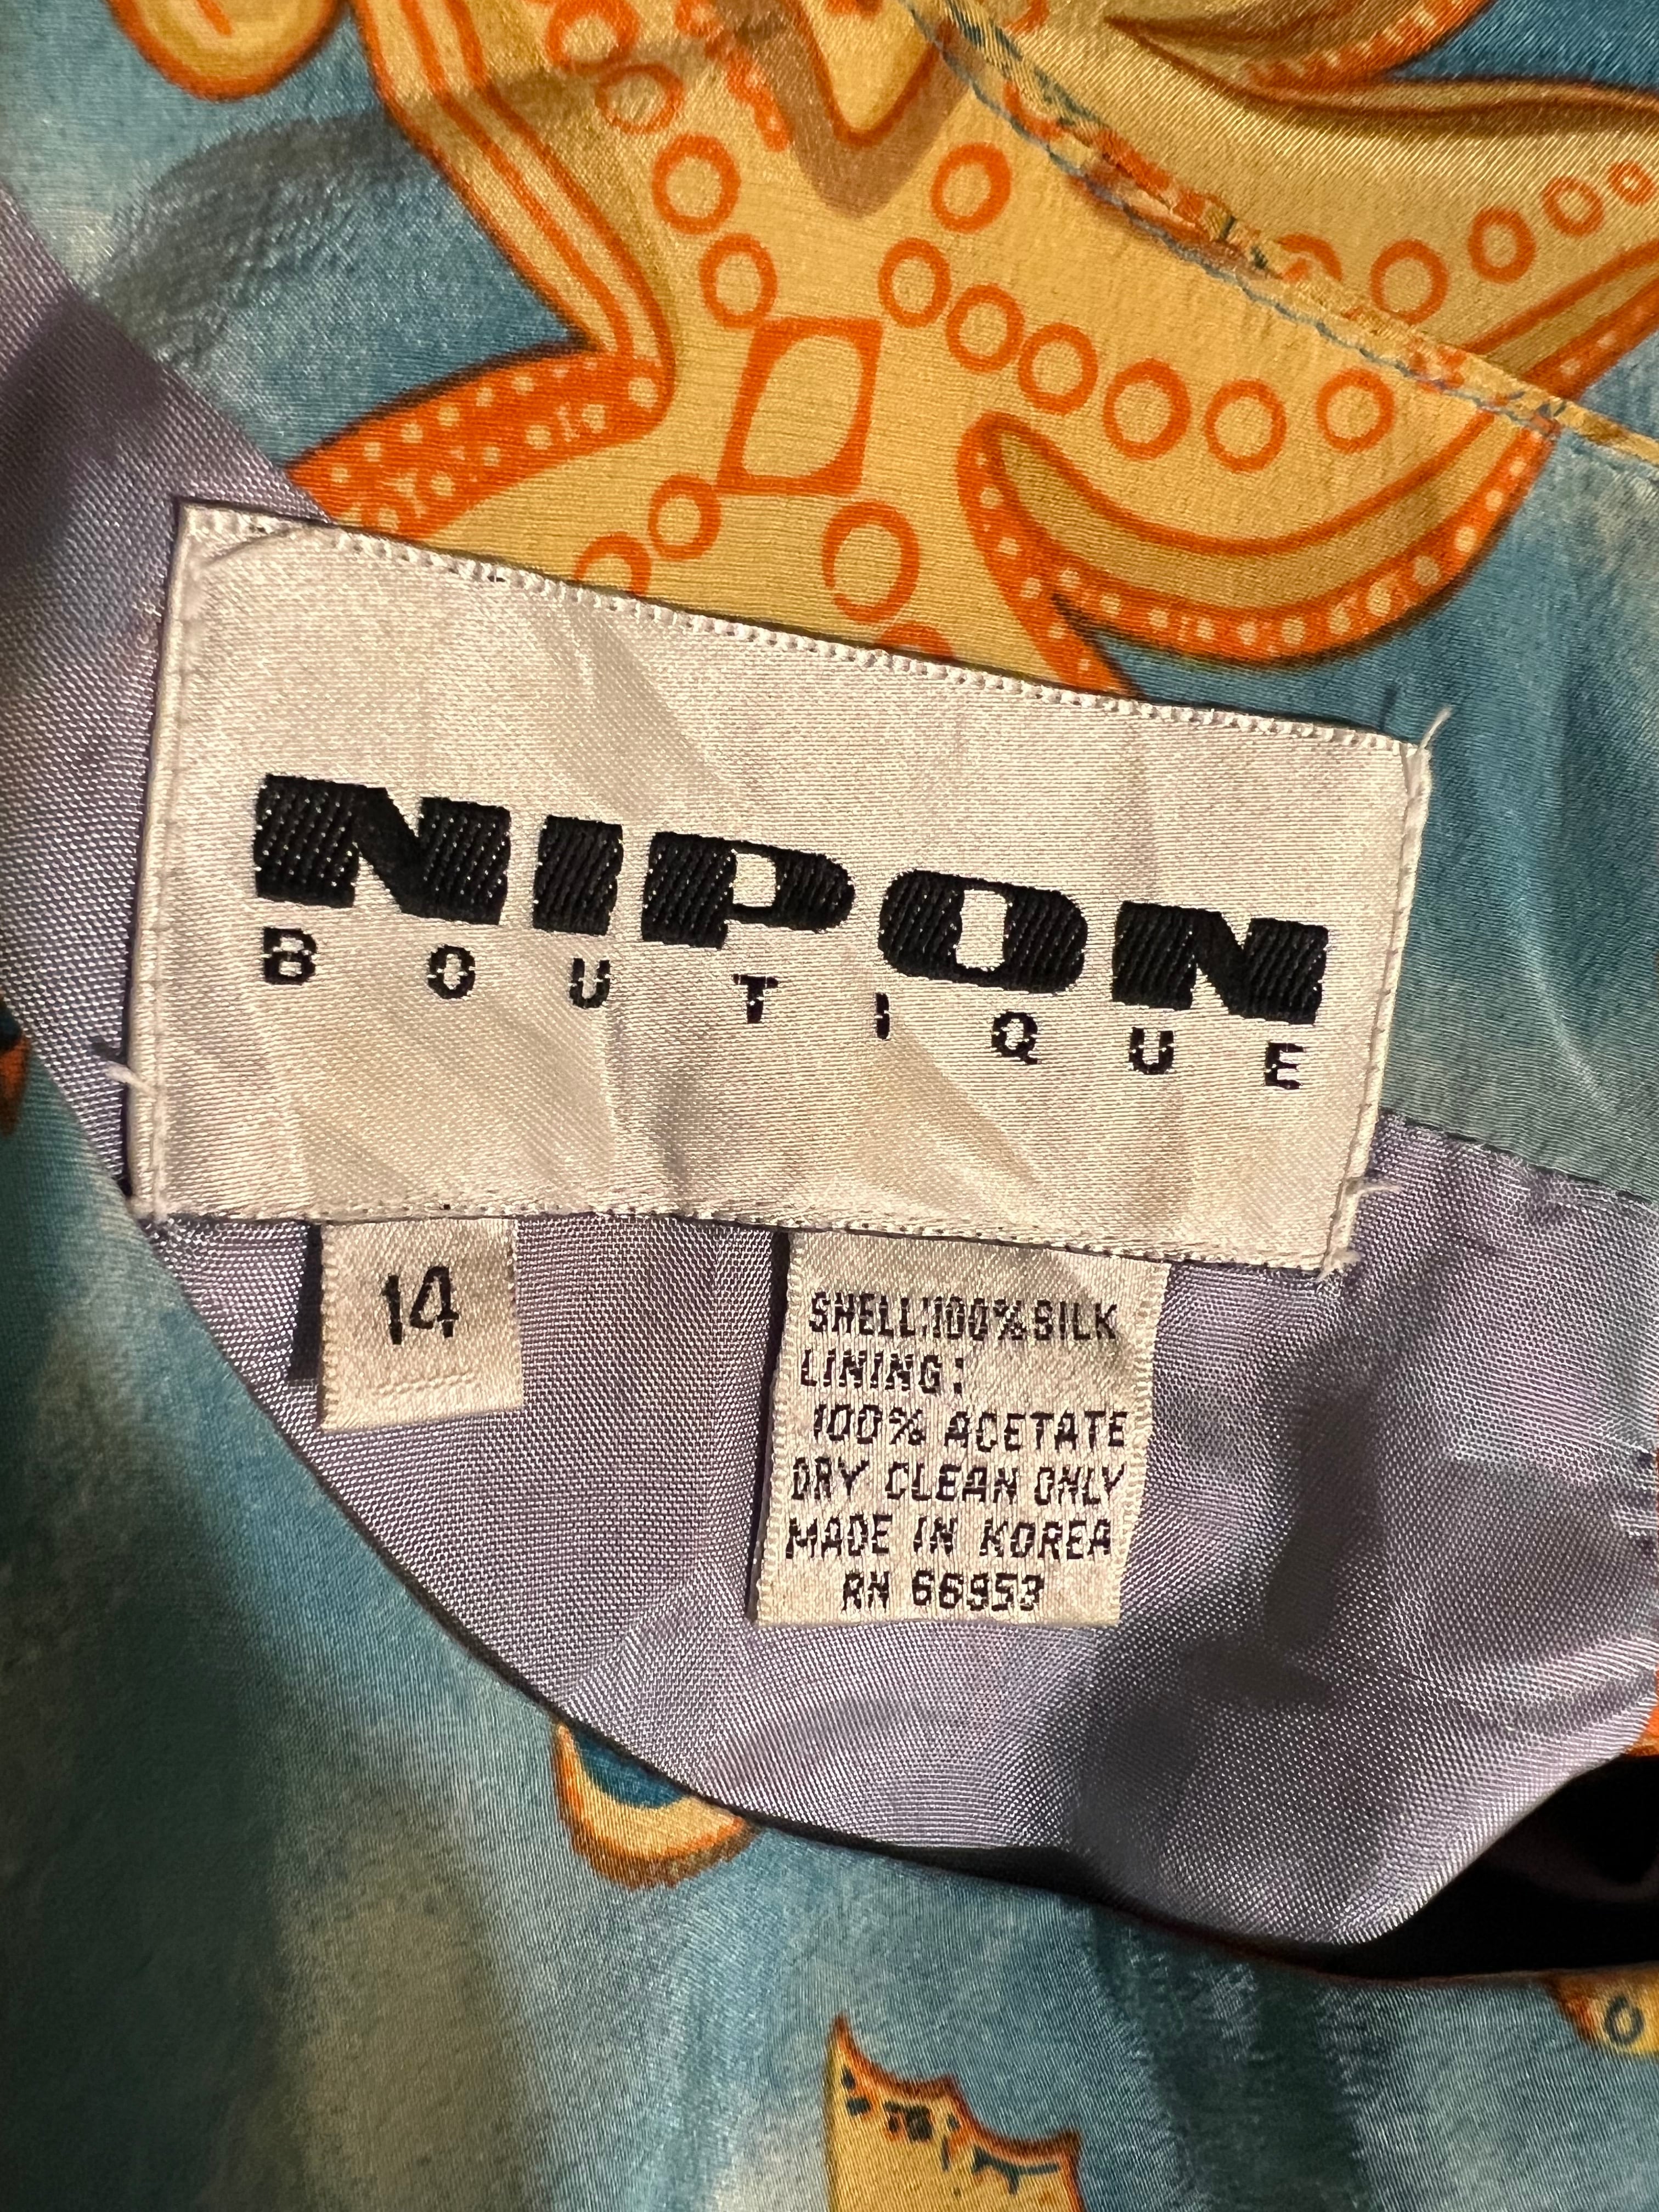 NIPON
BOUTIQUE
14
SHELL:100%SILK
LINING:
100% ACETATE
DRY CLEAN ONLY
MADE IN KOREA
RN 66953